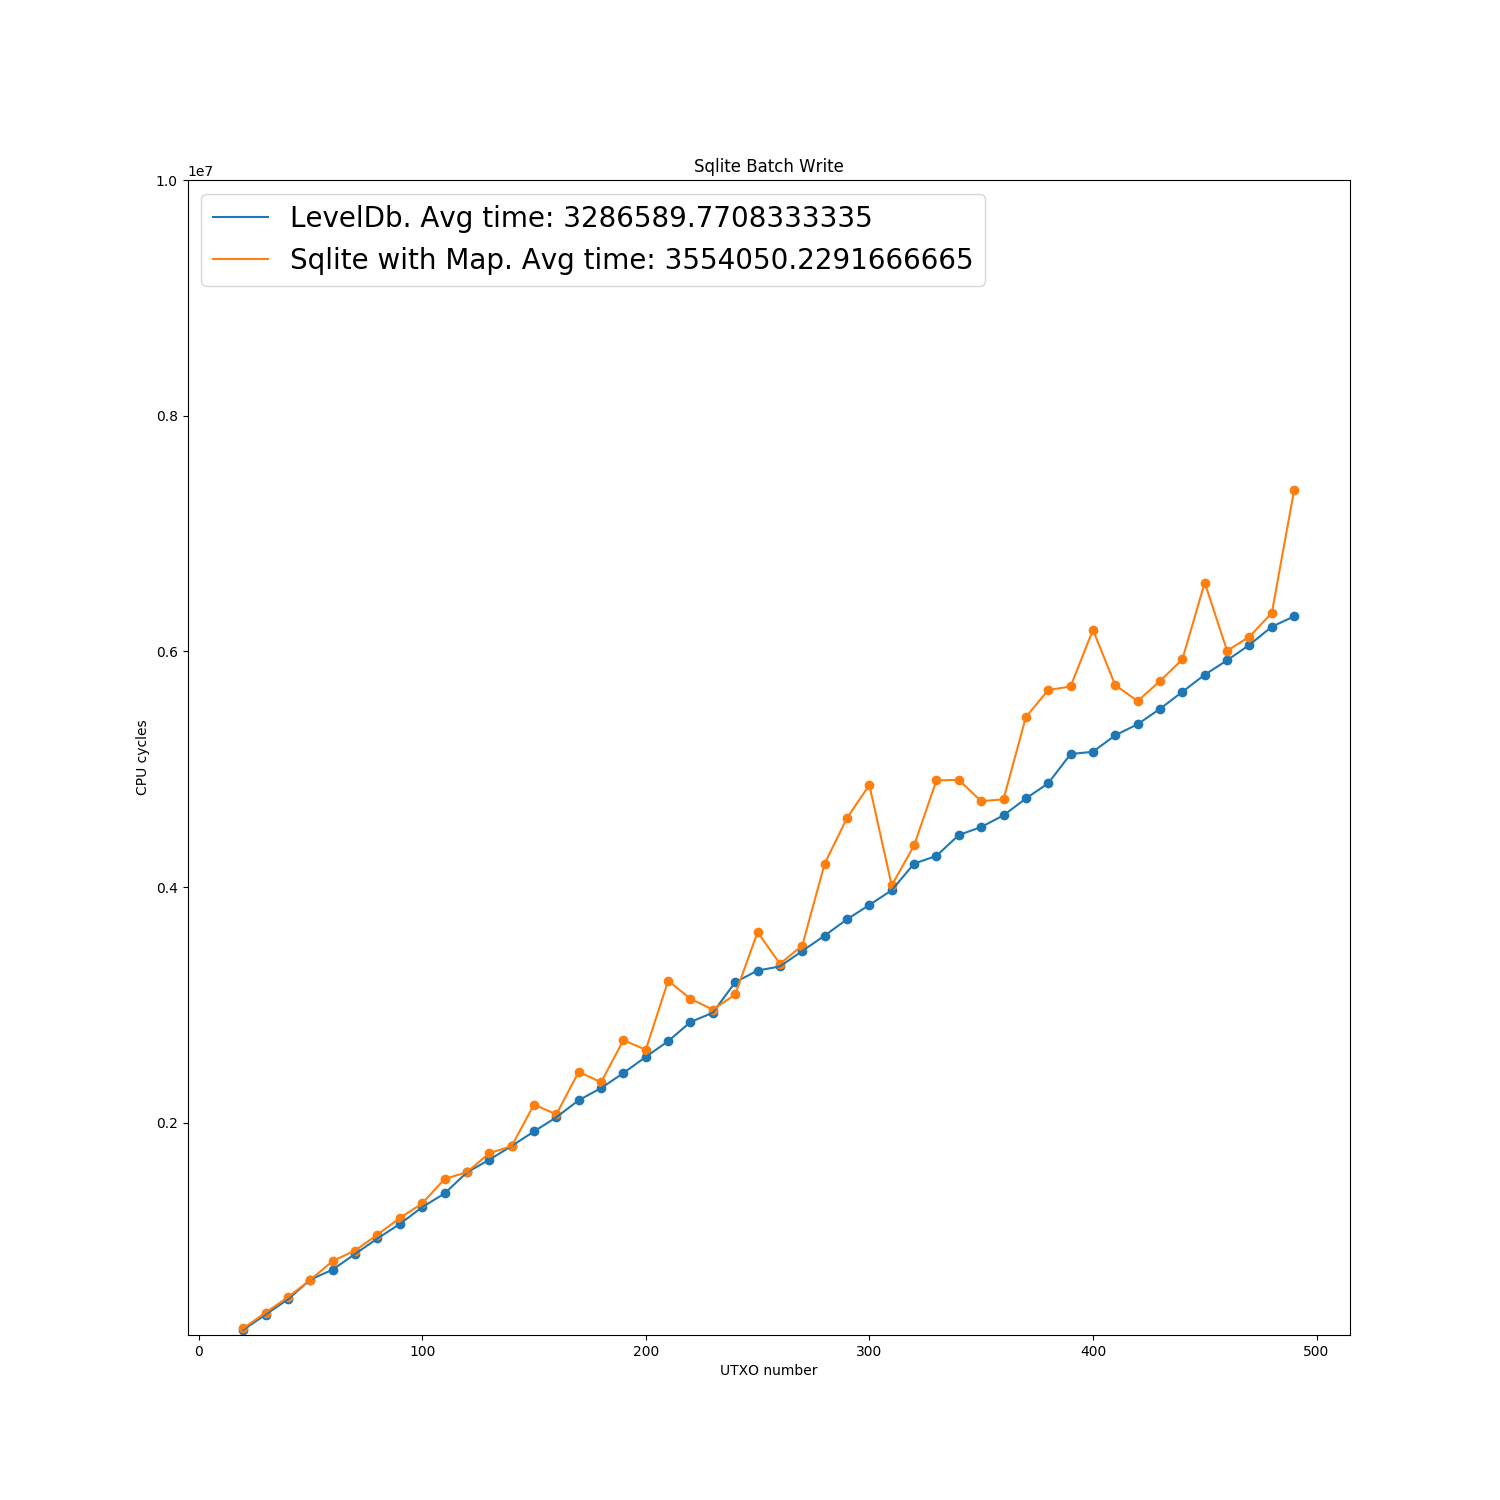 Sqlite Batch Write
1e7
LevelDb. Avg time: 3286589.7708333335
Sqlite with Map. Avg time: 3554050.2291666665
1.0
0.8
0.6
0.4
0.2
CPU cycles
0 100 200 300 400 500
UTXO number